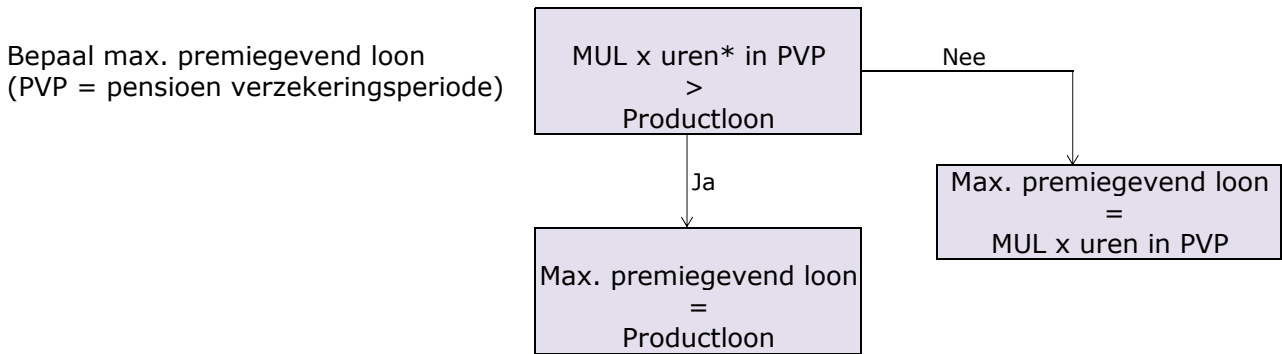 Bepaal max. premiegevend loon
(PVP = pensioen verzekeringsperiode)
MUL x uren* in PVP
>
Productloon
Nee
Ja
Max. premiegevend loon
=
MUL x uren in PVP
Max. premiegevend loon
=
Productloon